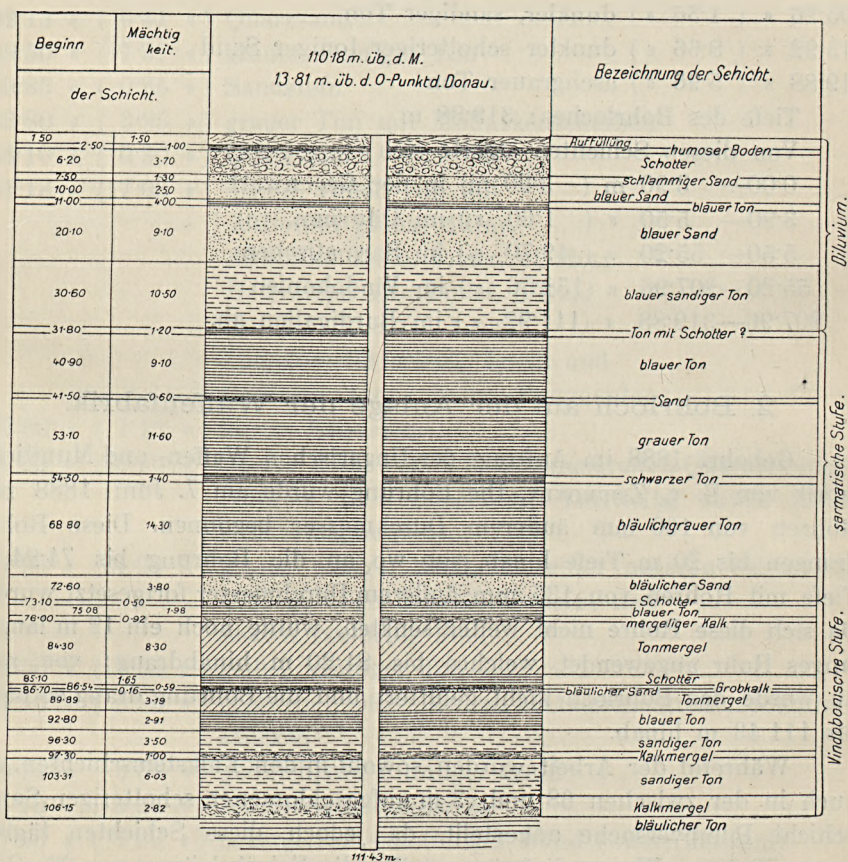 Beginn
Mächtig
keit.
der Schicht.
110·18 m. üb. d. M.
13·81 m. üb. d. O-Punkt d. Donau.
Bezeichnung der Schicht.
1·50 1·50 Auffüllung
2·50 1·00 humoser Boden
6·20 3·70 Schotter
7·50 1·30 schlammiger Sand
10·00 2·50 blauer Sand
11·00 4·00 blauer Ton
20·10 9·10 blauer Sand
30·60 10·50 blauer sandiger Ton
31·80 1·20 Ton mit Schotter ?
40·90 9·10 blauer Ton
41·50 0·60 Sand
53·10 11·60 grauer Ton
54·50 1·40 schwarzer Ton
68·80 14·30 bläulichgrauer Ton
72·60 3·80 bläulicher Sand
73·10 0·50 Schotter
75·08 1·98 blauer Ton
76·00 0·92 mergeliger Kalk
84·30 8·30 Tonmergel
85·10 1·65 Schotter
86·54 0·59 Grobkalk
86·70 0·16 bläulicher Sand
89·89 3·19 Tonmergel
92·80 2·91 blauer Ton
96·30 3·50 sandiger Ton
97·30 1·00 Kalkmergel
103·31 6·03 sandiger Ton
106·15 2·82 Kalkmergel
bläulicher Ton
111·43 m.
Diluvium.
sarmatische Stufe.
Vindobonische Stufe.